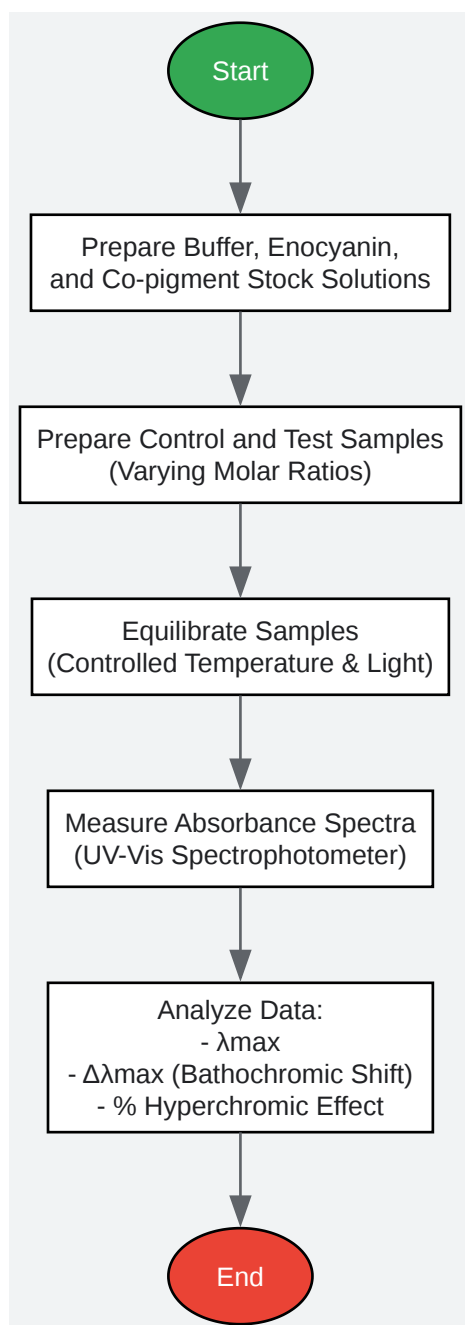 Start
Prepare Buffer, Enocyanin,
and Co-pigment Stock Solutions
Prepare Control and Test Samples
(Varying Molar Ratios)
Equilibrate Samples
(Controlled Temperature & Light)
Measure Absorbance Spectra
(UV-Vis Spectrophotometer)
Analyze Data:
- λmax
- Δλmax (Bathochromic Shift)
- % Hyperchromic Effect
End